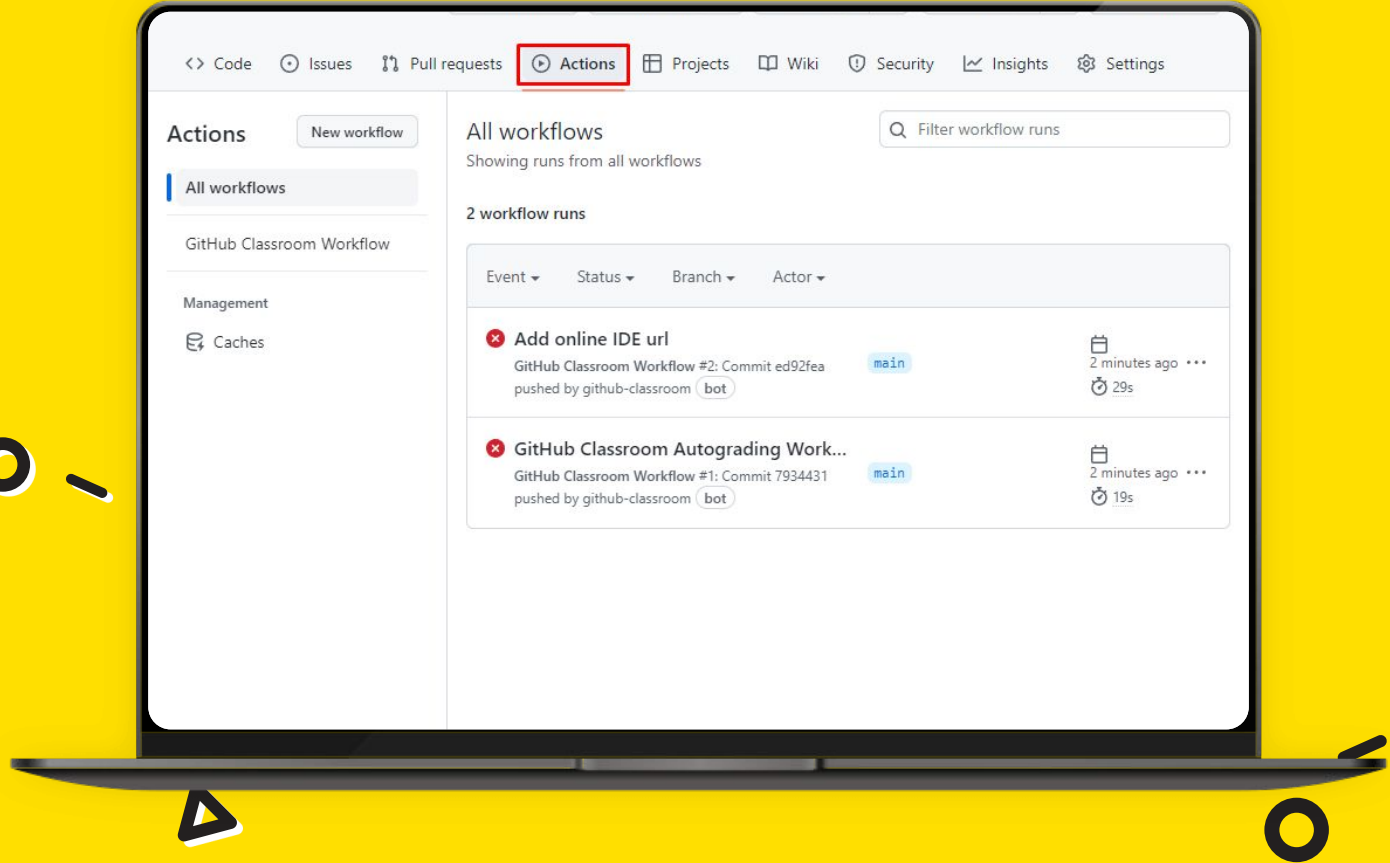 Code Issues Pull requests Actions Projects Wiki Security Insights Settings
Actions New workflow
All workflows
GitHub Classroom Workflow
Management
Caches
All workflows
Showing runs from all workflows
Filter workflow runs
2 workflow runs
Event Status Branch Actor
Add online IDE url
GitHub Classroom Workflow #2: Commit ed92fea
pushed by github-classroom bot
main
2 minutes ago
29s
GitHub Classroom Autograding Work...
GitHub Classroom Workflow #1: Commit 7934431
pushed by github-classroom bot
main
2 minutes ago
19s